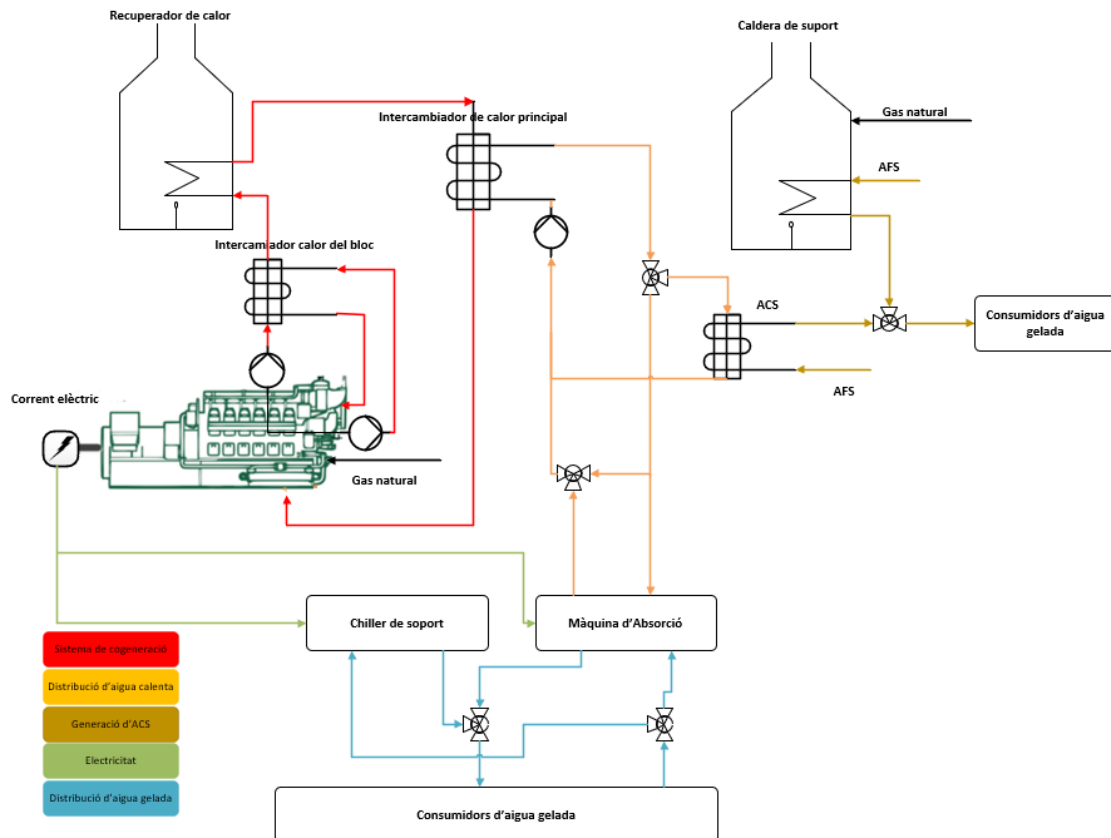 Recuperador de calor
Caldera de suport
Intercambiador de calor principal
Gas natural
AFS
Intercamiador calor del bloc
ACS
Consumidors d'aigua
gelada
AFS
Corrent elèctric
Gas natural
Chiller de soport
Màquina d'Absorció
Sistema de cogeneració
Distribució d'aigua calenta
Generació d'ACS
Electricitat
Distribució d'aigua gelada
Consumidors d'aigua gelada